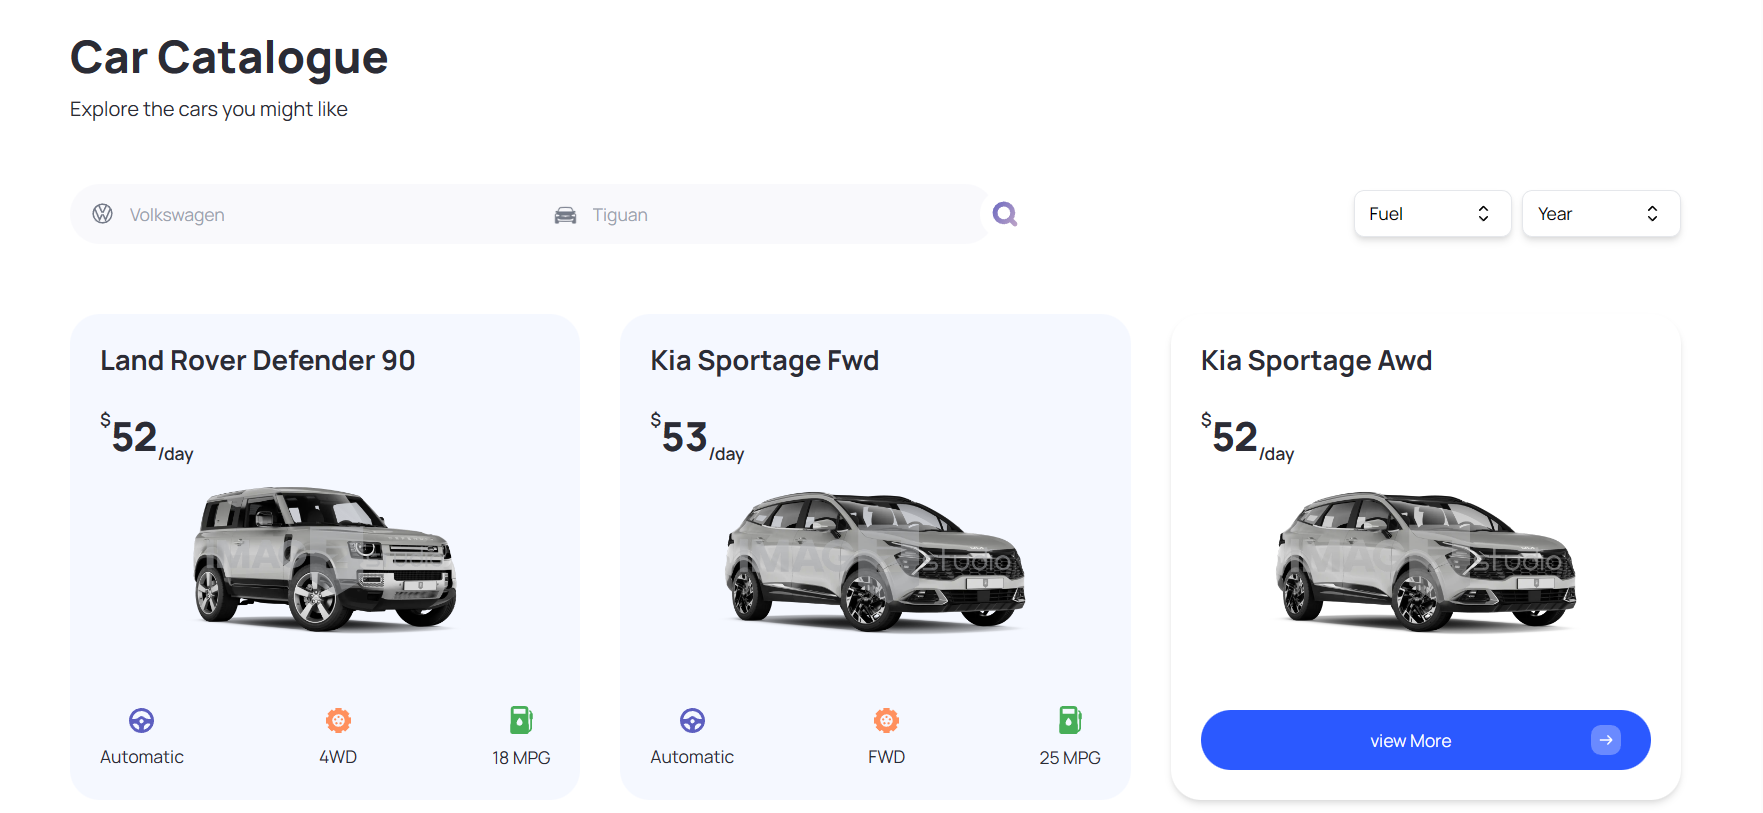 Car Catalogue
Explore the cars you might like
Volkswagen
Tiguan
Fuel
Year
Land Rover Defender 90
$52/day
Automatic
4WD
18 MPG
Kia Sportage Fwd
$53/day
studio
Automatic
FWD
25 MPG
Kia Sportage Awd
$52/day
studio
view More